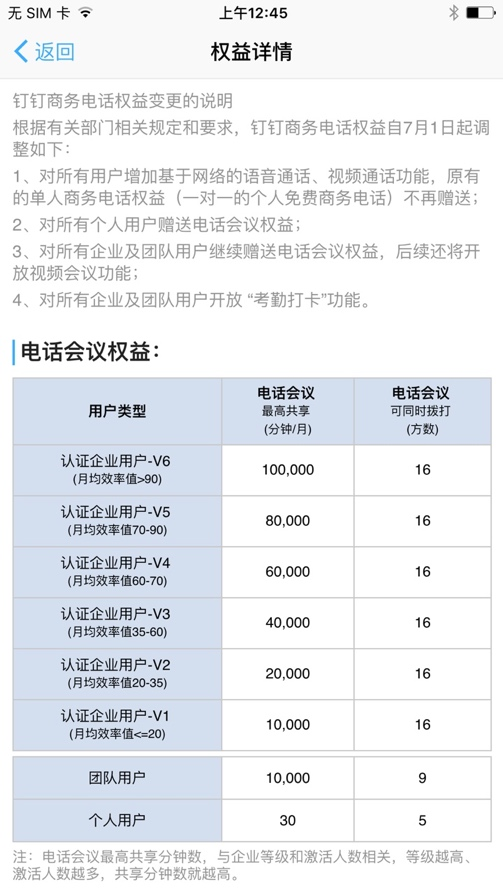 无 SIM 卡
上午12:45
返回
权益详情
钉钉商务电话权益变更的说明
根据有关部门相关规定和要求，钉钉商务电话权益自7月1日起调
整如下：
1、对所有用户增加基于网络的语音通话、视频通话功能，原有
的单人商务电话权益（一对一的个人免费商务电话）不再赠送；
2、对所有个人用户赠送电话会议权益；
3、对所有企业及团队用户继续赠送电话会议权益，后续还将开
放视频会议功能；
4、对所有企业及团队用户开放 “考勤打卡”功能。
电话会议权益：
用户类型
电话会议
最高共享
(分钟/月)
电话会议
可同时拨打
(方数)
认证企业用户-V6
(月均效率值>90)
100,000
16
认证企业用户-V5
(月均效率值70-90)
80,000
16
认证企业用户-V4
(月均效率值60-70)
60,000
16
认证企业用户-V3
(月均效率值35-60)
40,000
16
认证企业用户-V2
(月均效率值20-35)
20,000
16
认证企业用户-V1
(月均效率值<=20)
10,000
16
团队用户
10,000
9
个人用户
30
5
注：电话会议最高共享分钟数，与企业等级和激活人数相关，等级越高、
激活人数越多，共享分钟数就越高。